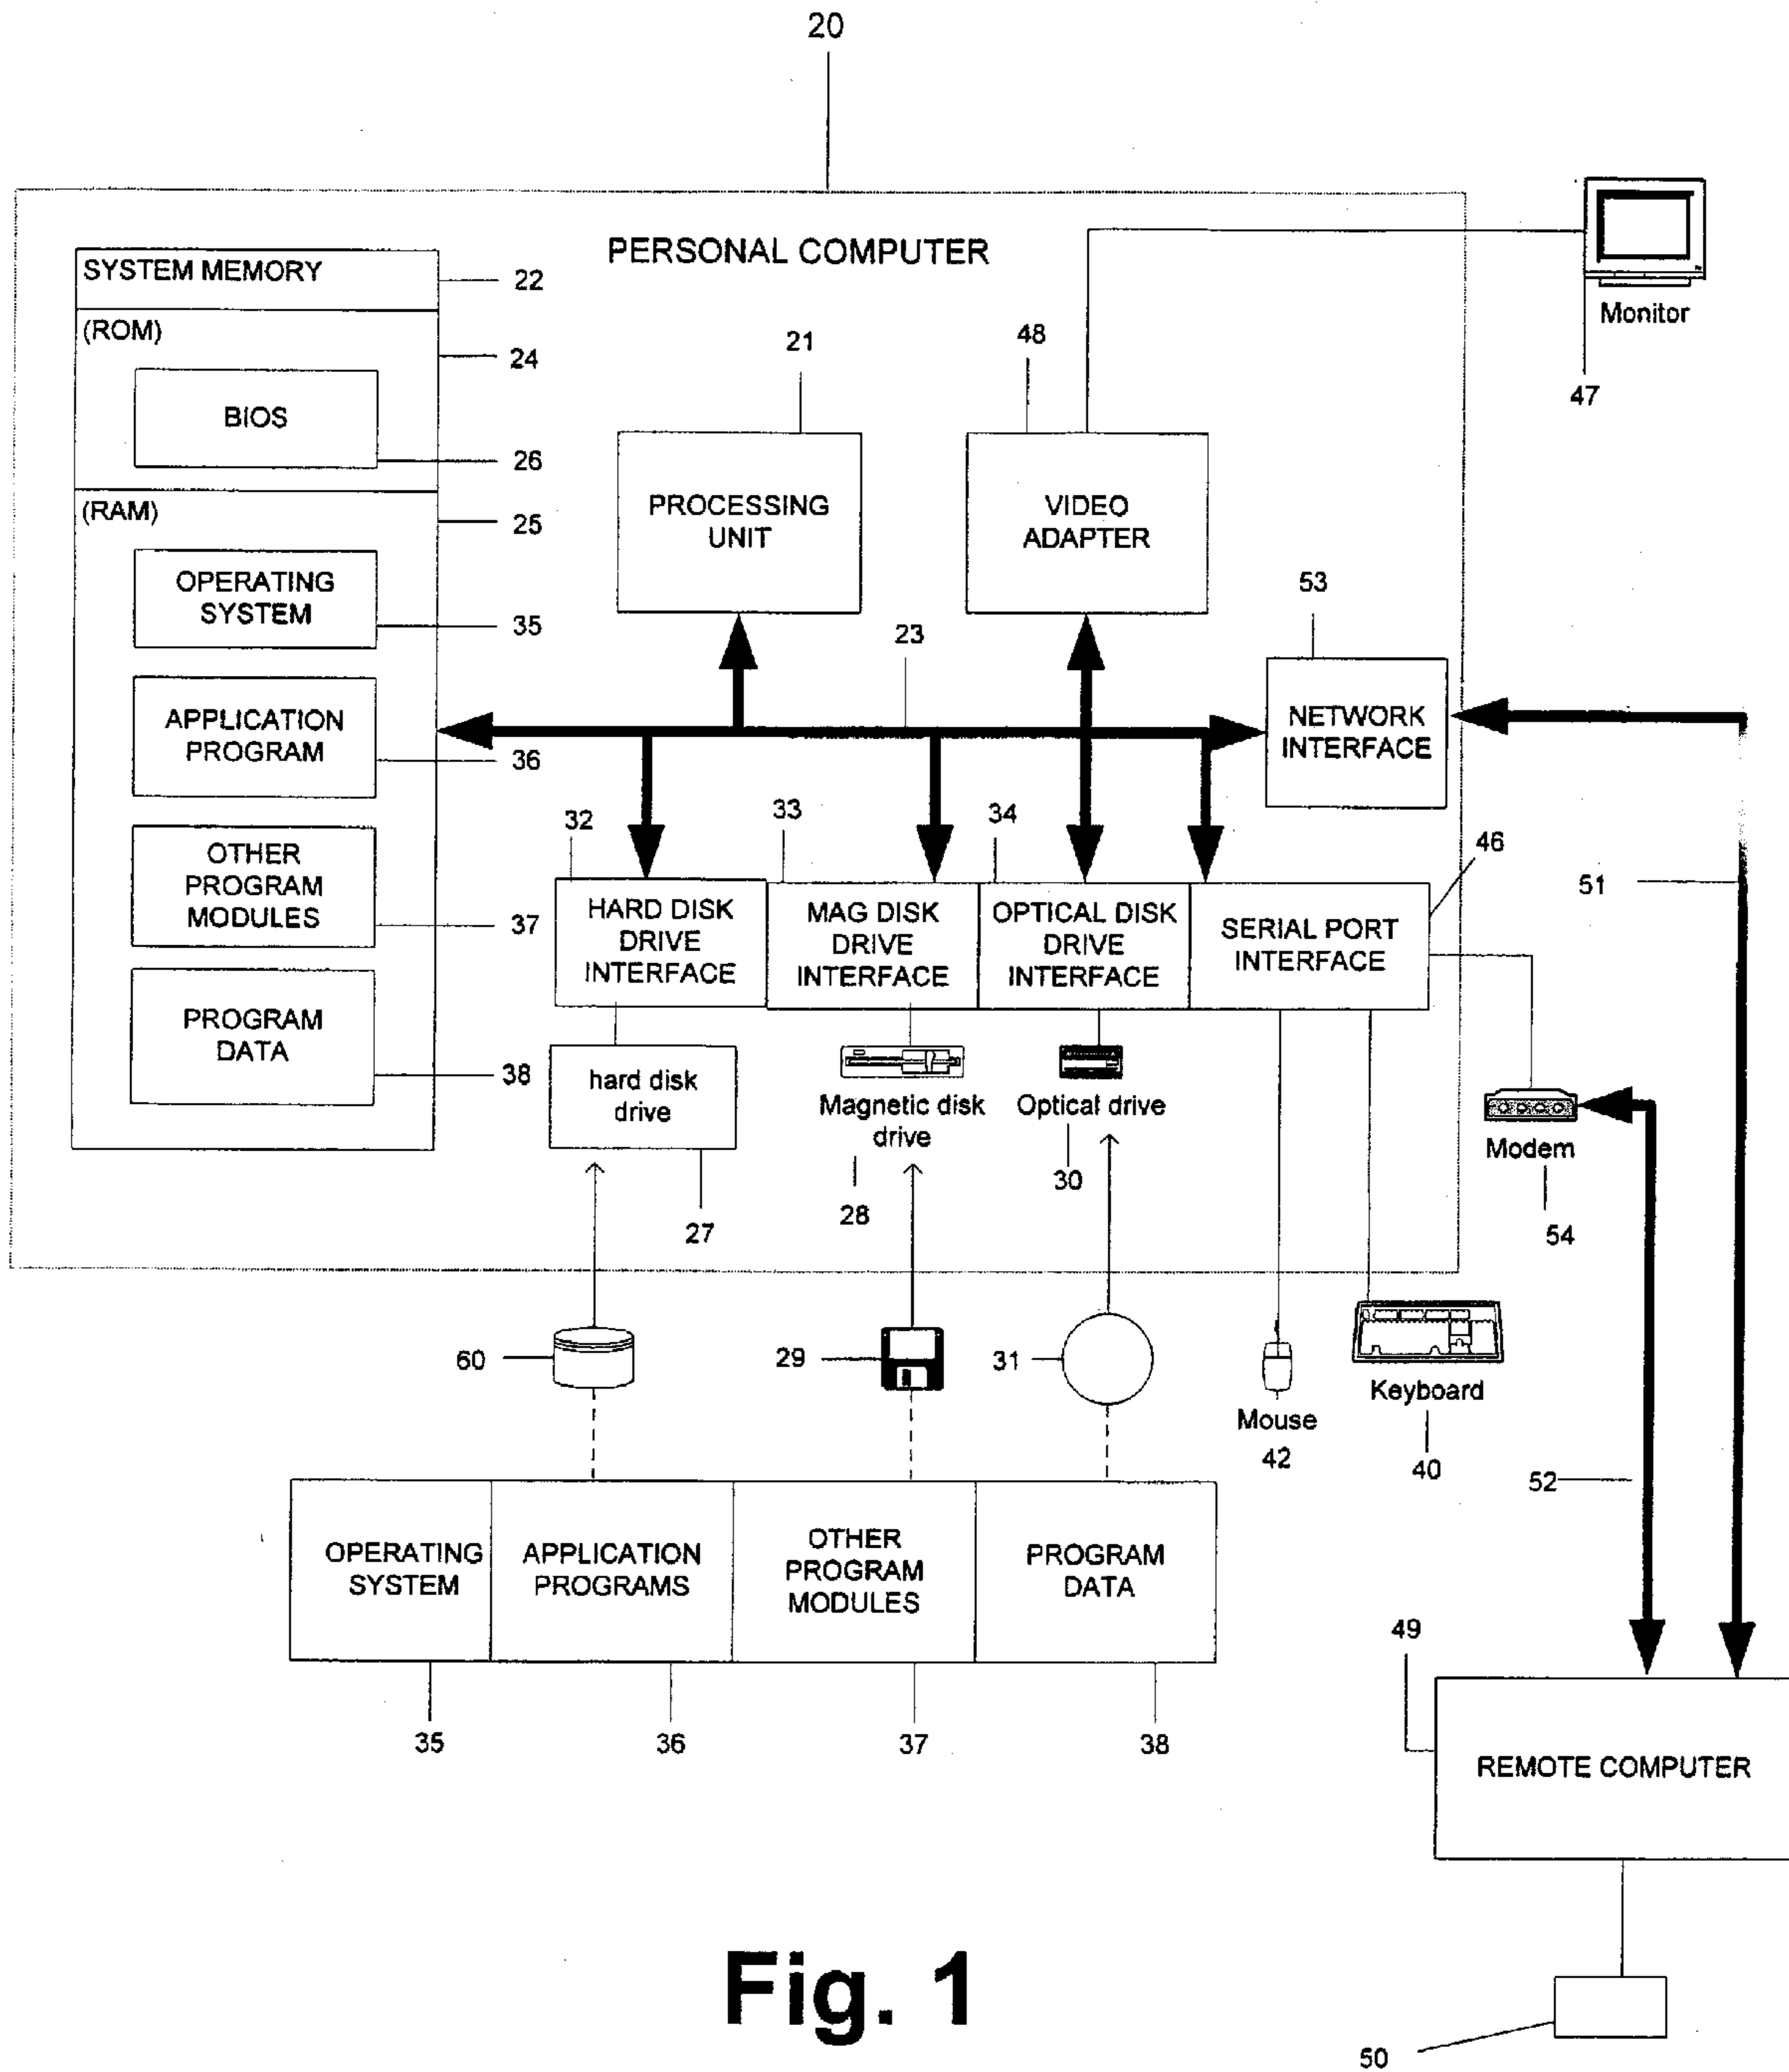 20
PERSONAL COMPUTER
SYSTEM MEMORY
22
(ROM)
24
BIOS
26
(RAM)
25
OPERATING
SYSTEM
35
APPLICATION
PROGRAM
36
OTHER
PROGRAM
MODULES
37
PROGRAM
DATA
38
21
PROCESSING
UNIT
48
VIDEO
ADAPTER
Monitor
47
23
53
NETWORK
INTERFACE
32
HARD DISK
DRIVE
INTERFACE
33
MAG DISK
DRIVE
INTERFACE
34
OPTICAL DISK
DRIVE
INTERFACE
46
SERIAL PORT
INTERFACE
51
hard disk
drive
27
Magnetic disk
drive
28
Optical drive
30
Modem
54
60
29
31
Mouse
42
Keyboard
40
52
OPERATING
SYSTEM
APPLICATION
PROGRAMS
OTHER
PROGRAM
MODULES
PROGRAM
DATA
35
36
37
38
49
REMOTE COMPUTER
50
Fig. 1